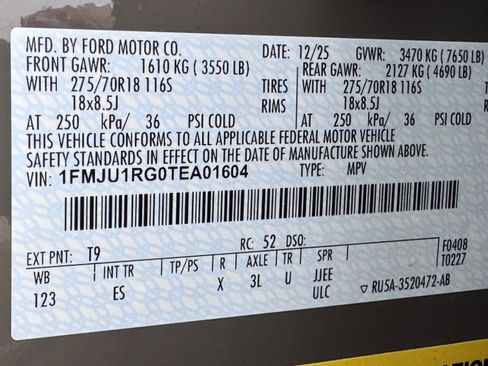 MFD. BY FORD MOTOR CO. DATE: 12/25 GVWR: 3470 KG (7650 LB)
FRONT GAWR: 1610 KG (3550 LB) REAR GAWR: 2127 KG (4690 LB)
WITH 275/70R18 116S TIRES WITH 275/70R18 116S
18x8.5J RIMS 18x8.5J
AT 250 kPa/ 36 PSI COLD AT 250 kPa/ 36 PSI COLD
THIS VEHICLE CONFORMS TO ALL APPLICABLE FEDERAL MOTOR VEHICLE
SAFETY STANDARDS IN EFFECT ON THE DATE OF MANUFACTURE SHOWN ABOVE.
VIN: 1FMJU1RG0TEA01604 TYPE: MPV
EXT PNT: T9 RC: 52 DSO: F0408
WB INT TR TP/PS R AXLE TR SPR T0227
123 ES X 3L U JJEE
ULC ▽ RU5A-3520472-AB